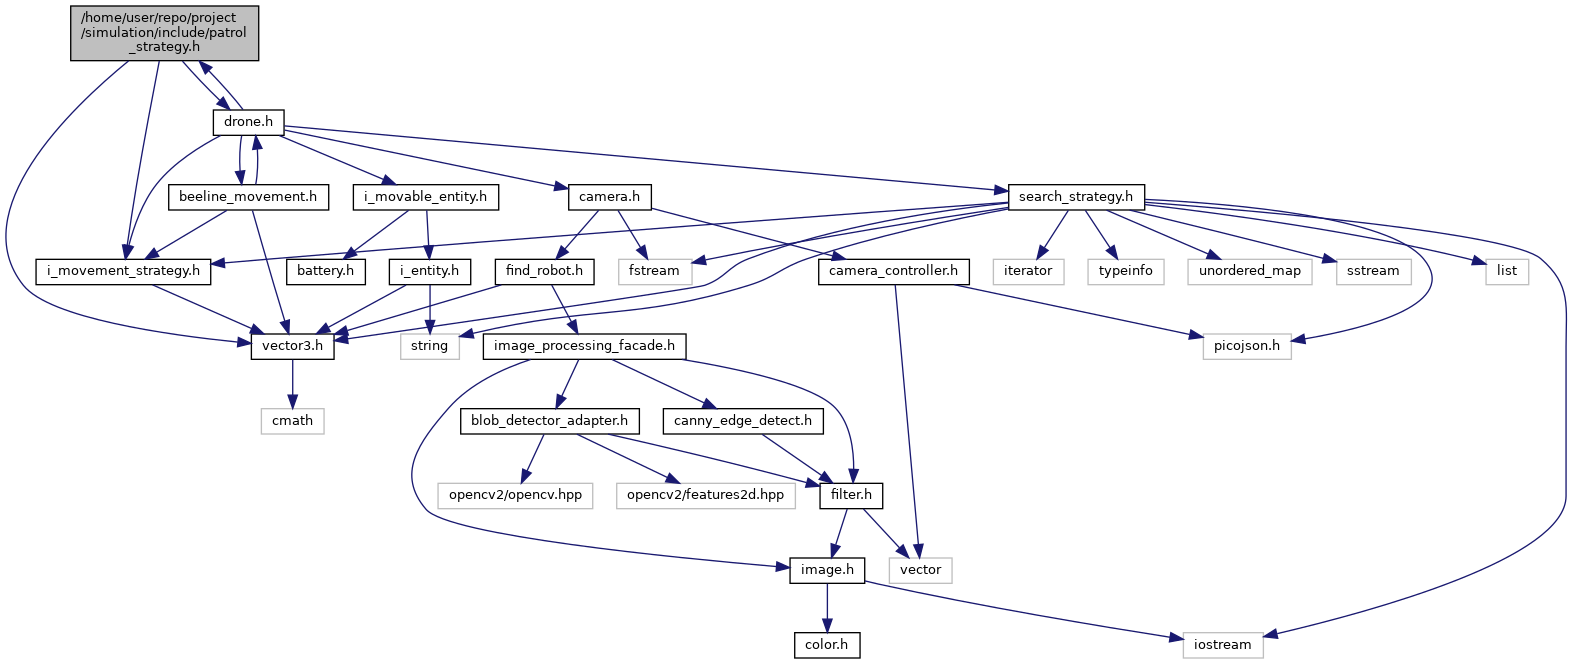 /home/user/repo/project
/simulation/include/patrol
_strategy.h
drone.h
beeline_movement.h
i_movable_entity.h
camera.h
search_strategy.h
i_movement_strategy.h
battery.h
i_entity.h
find_robot.h
fstream
camera_controller.h
iterator
typeinfo
unordered_map
sstream
list
vector3.h
string
image_processing_facade.h
picojson.h
cmath
blob_detector_adapter.h
canny_edge_detect.h
opencv2/opencv.hpp
opencv2/features2d.hpp
filter.h
image.h
vector
color.h
iostream